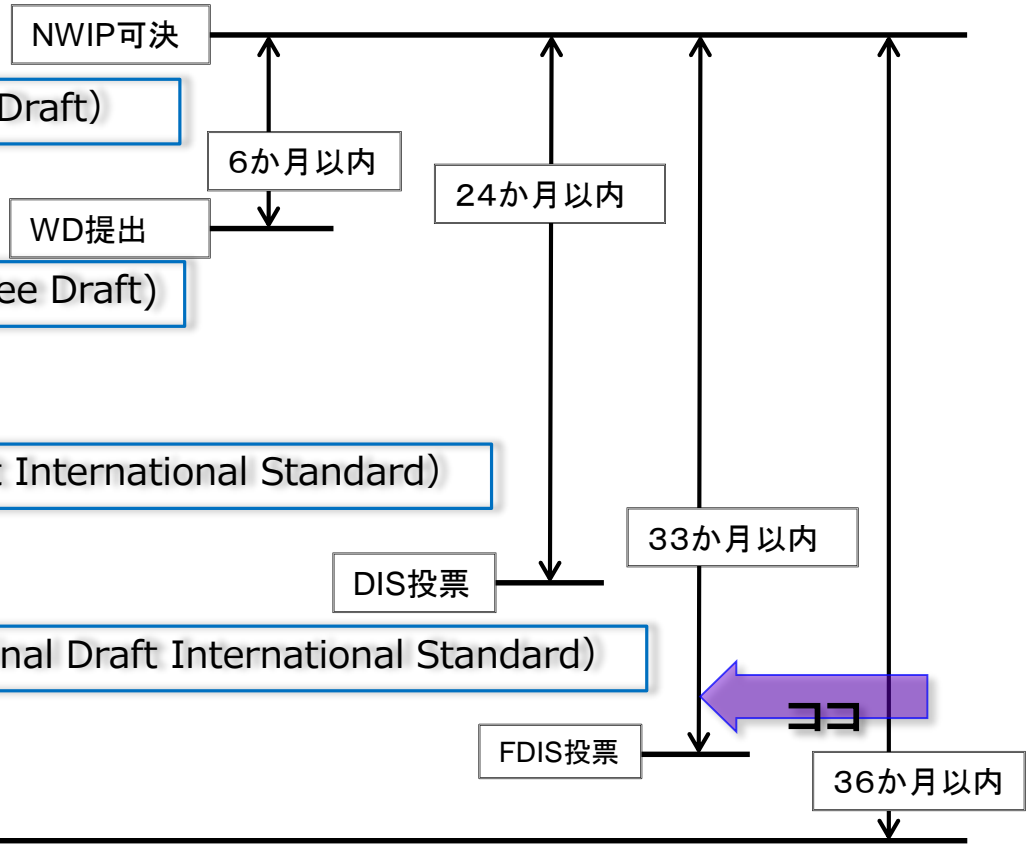 NWIP可決
Draft）
6か月以内
24か月以内
WD提出
ee Draft)
t International Standard）
33か月以内
DIS投票
nal Draft International Standard）
ココ
FDIS投票
36か月以内